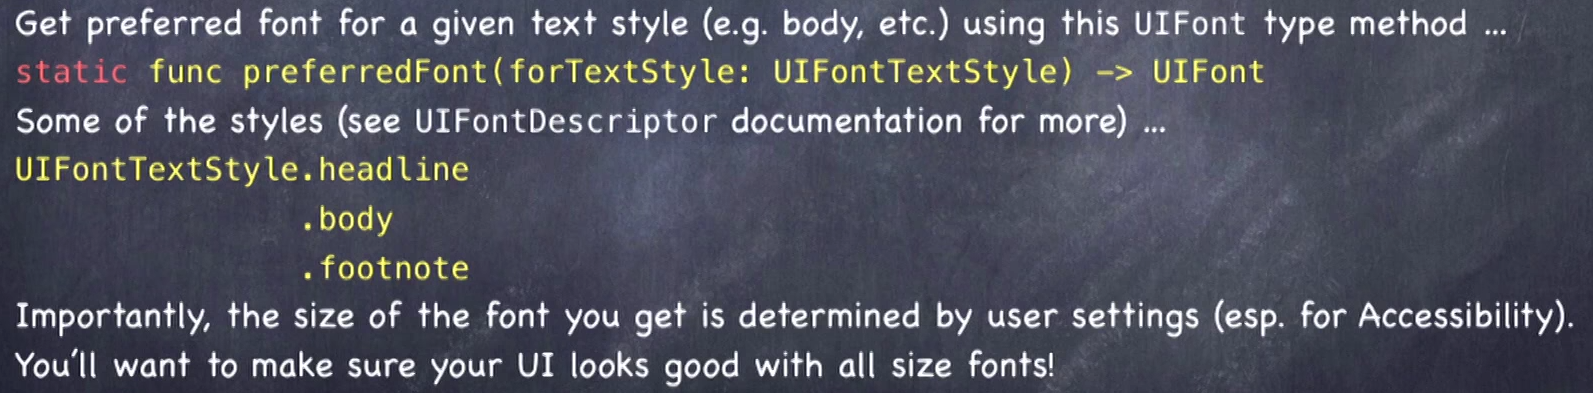 Get preferred font for a given text style (e.g. body, etc.) using this UIFont type method ...
static func preferredFont(forTextStyle: UIFontTextStyle) -> UIFont
Some of the styles (see UIFontDescriptor documentation for more) ...
UIFontTextStyle.headline
.body
.footnote
Importantly, the size of the font you get is determined by user settings (esp. for Accessibility).
You'll want to make sure your UI looks good with all size fonts!